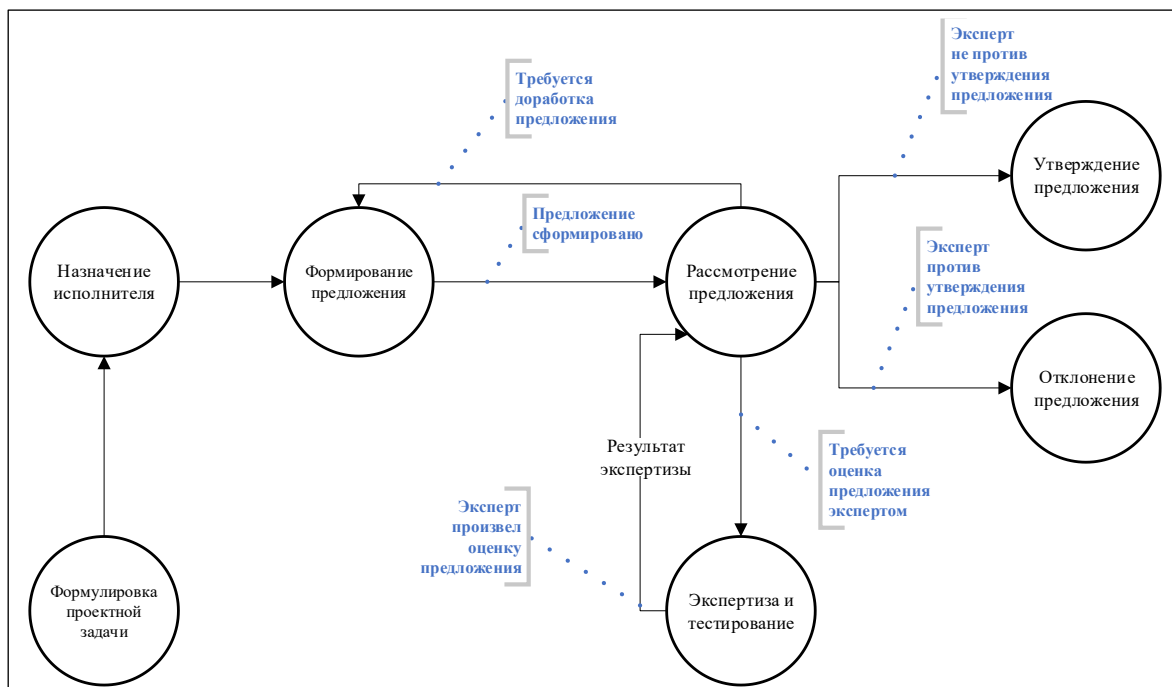 Эксперт
не против
утверждения
предложения
Требуется
доработка
предложения
Утверждение
предложения
Предложение
сформировано
Эксперт
против
утверждения
предложения
Назначение
исполнителя
Формирование
предложения
Рассмотрение
предложения
Отклонение
предложения
Результат
экспертизы
Требуется
оценка
предложения
экспертом
Эксперт
произвел
оценку
предложения
Формулировка
проектной
задачи
Экспертиза и
тестирование